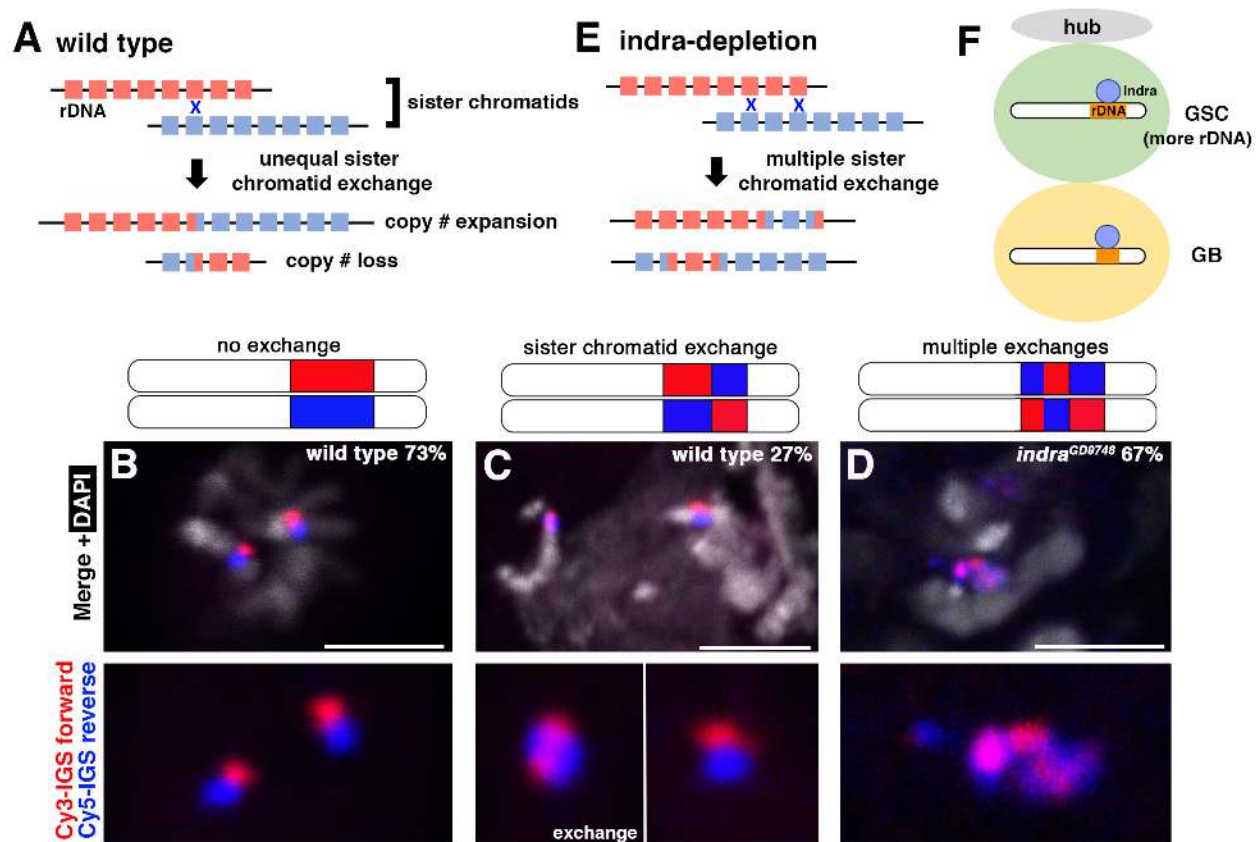 A wild type
rDNA
X
sister chromatids
unequal sister
chromatid exchange
copy # expansion
copy # loss
E indra-depletion
X X
multiple sister
chromatid exchange
F
hub
Indra
rDNA
GSC
(more rDNA)
GB
no exchange
sister chromatid exchange
multiple exchanges
Merge + DAPI
B wild type 73%
C wild type 27%
D indraGD9748 67%
Cy3-IGS forward
Cy5-IGS reverse
exchange